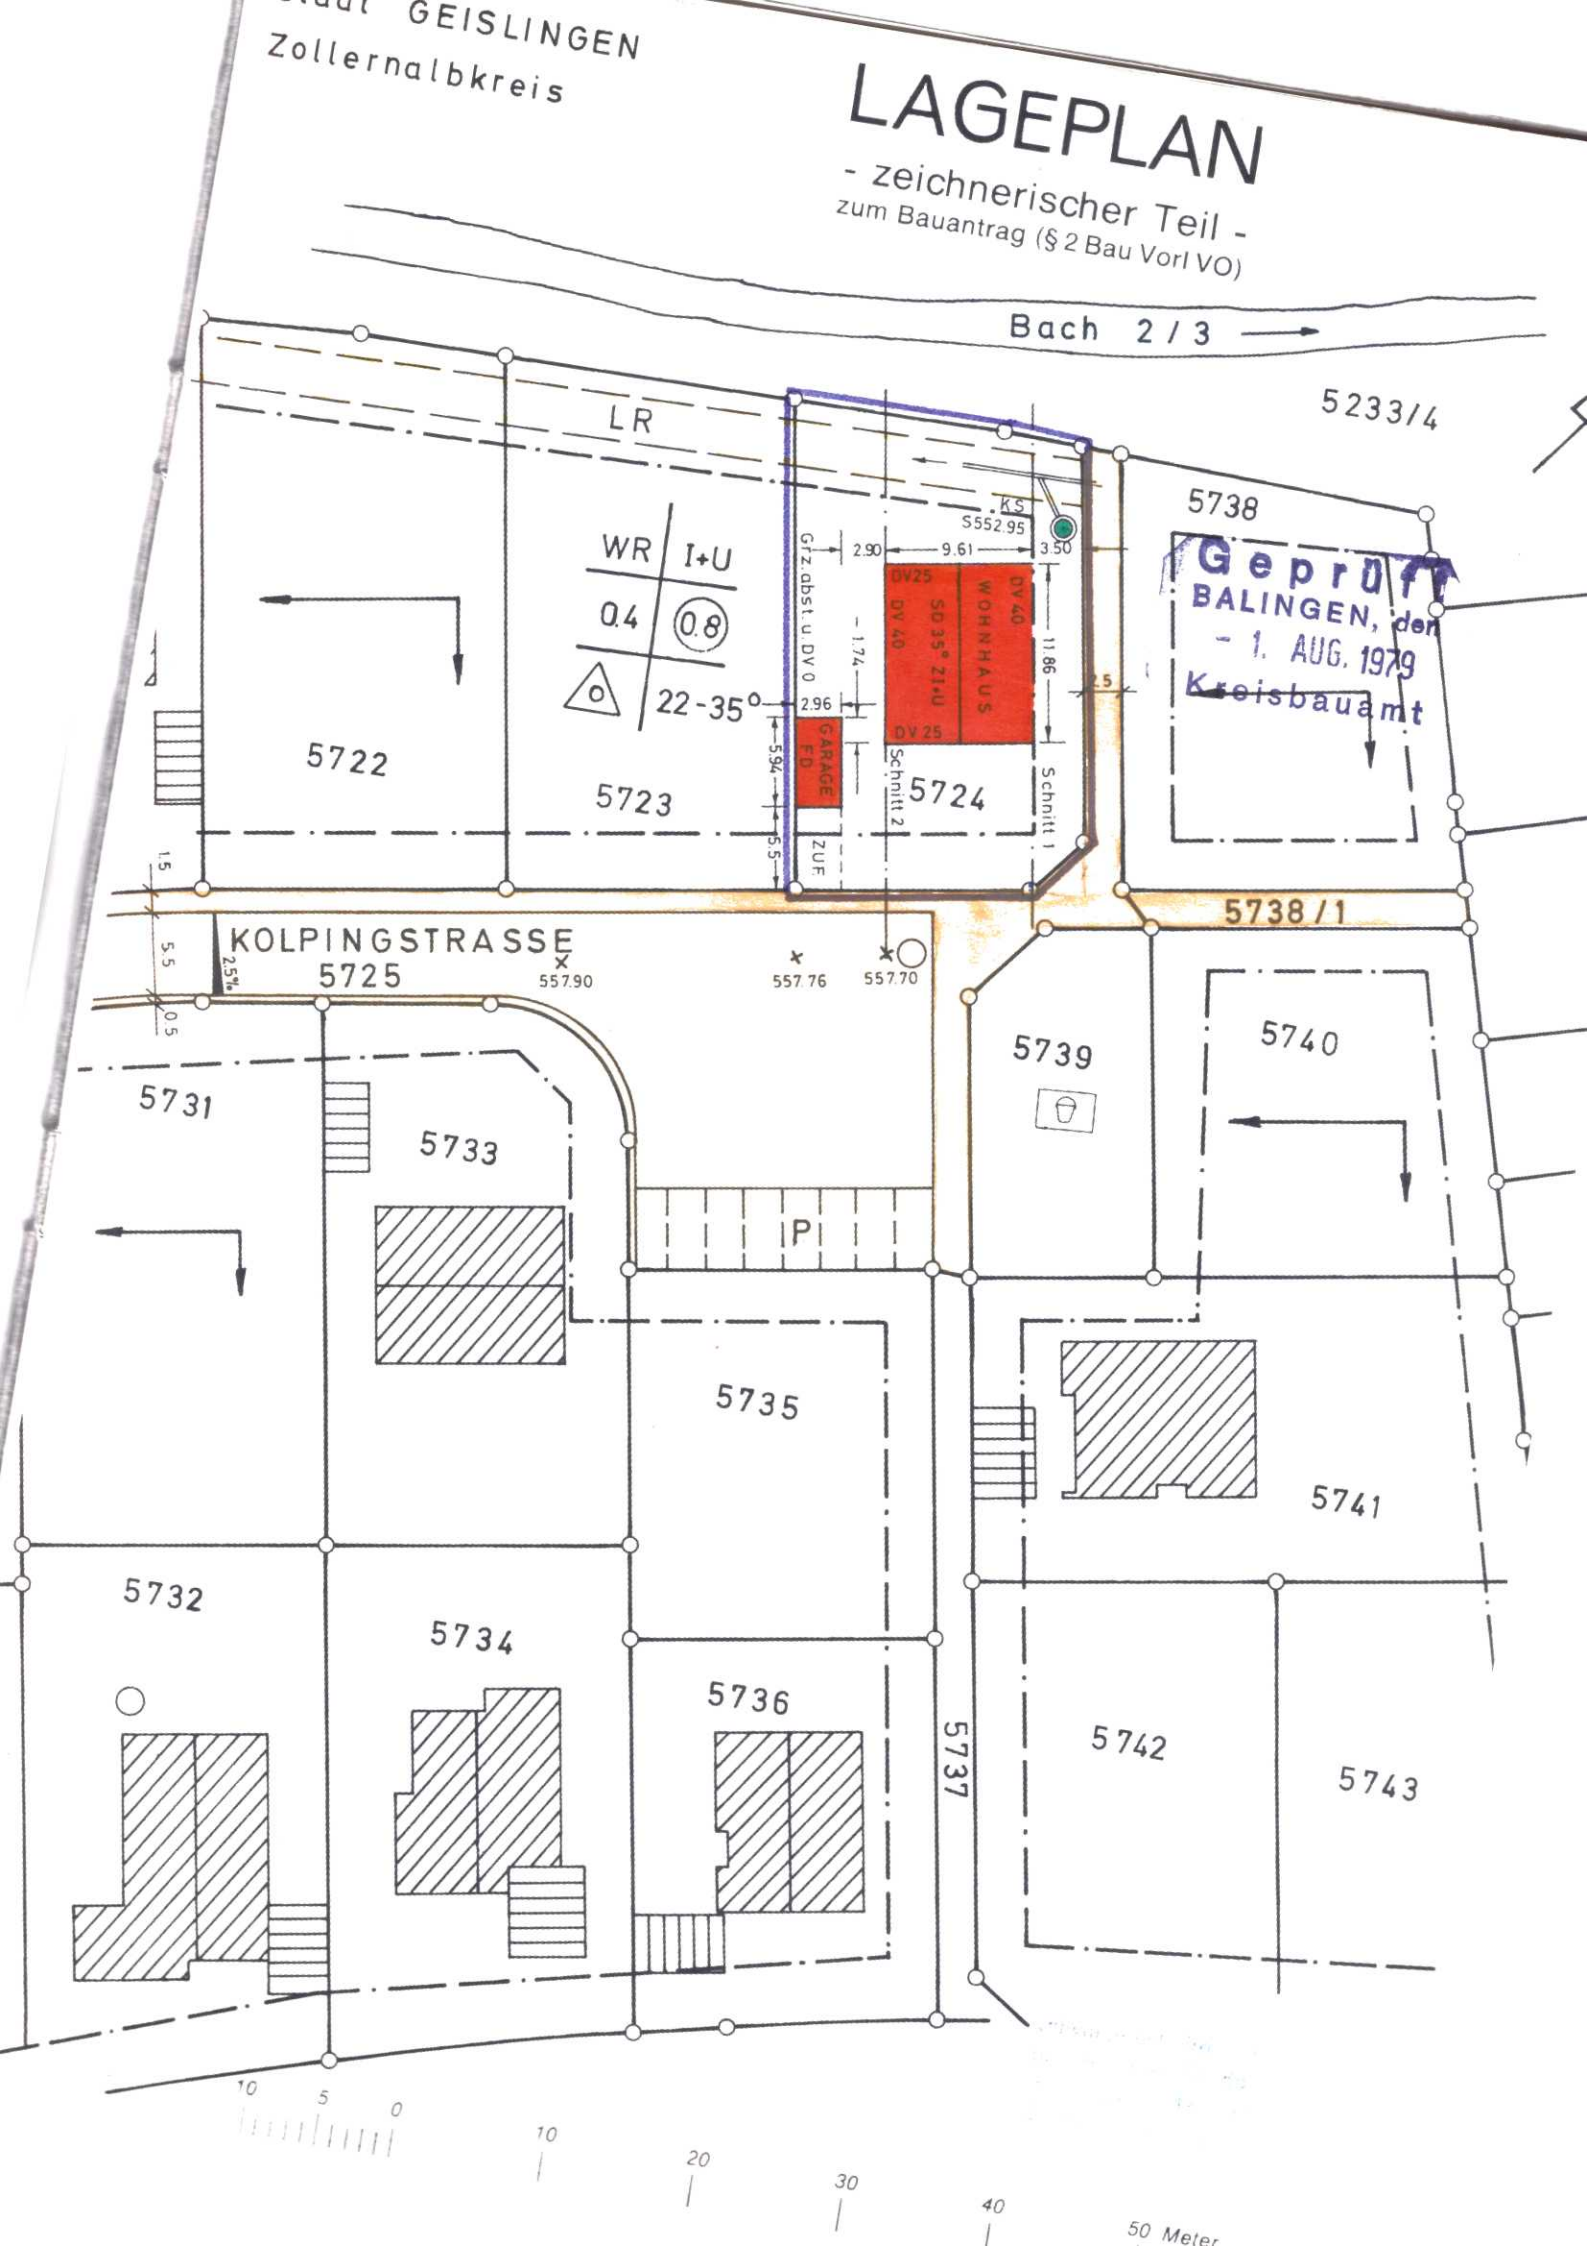 GEISLINGEN
Zollernalbkreis
LAGEPLAN
- zeichnerischer Teil -
zum Bauantrag (§ 2 Bau Vorl VO)
Bach 2/3
5233/4
LR
5738
KS
S552.95
Geprüft
BALINGEN, den
- 1. AUG. 1979
Kreisbauamt
WR I+U
0.4 0.8
o 22-35°
Grz.abst.u.DV0
2.90
9.61
3.50
DV25
DV 40
SD 35° ZI+U
WOHNHAUS
DV 40
DV 25
1.74
11.86
2.5
2.96
GARAGE
FD
5.94
5.5
ZUF.
Schnitt 2
Schnitt 1
5722
5723
5724
1.5
5.5
0.5
KOLPINGSTRASSE
5725
2.5%
557.90
557.76
557.70
5738/1
5739
5740
5731
5733
P
5735
5741
5732
5734
5736
5737
5742
5743
10 5 0 10 20 30 40 50 Meter